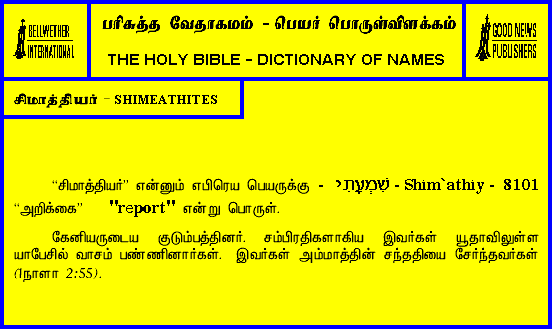 BELLWETHER
INTERNATIONAL
பரிசுத்த வேதாகமம் - பெயர் பொருள்விளக்கம்
THE HOLY BIBLE - DICTIONARY OF NAMES
GOOD NEWS
PUBLISHERS
சிமாத்தியர் - SHIMEATHITES
“சிமாத்தியர்” என்னும் எபிரெய பெயருக்கு - שִׁמְעָתִי - Shim`athiy - 8101
“அறிக்கை” "report" என்று பொருள்.
கேனியருடைய குடும்பத்தினர். சம்பிரதிகளாகிய இவர்கள் யூதாவிலுள்ள
யாபேசில் வாசம் பண்ணினார்கள். இவர்கள் அம்மாத்தின் சந்ததியை சேர்ந்தவர்கள்
(1நாளா 2:55).